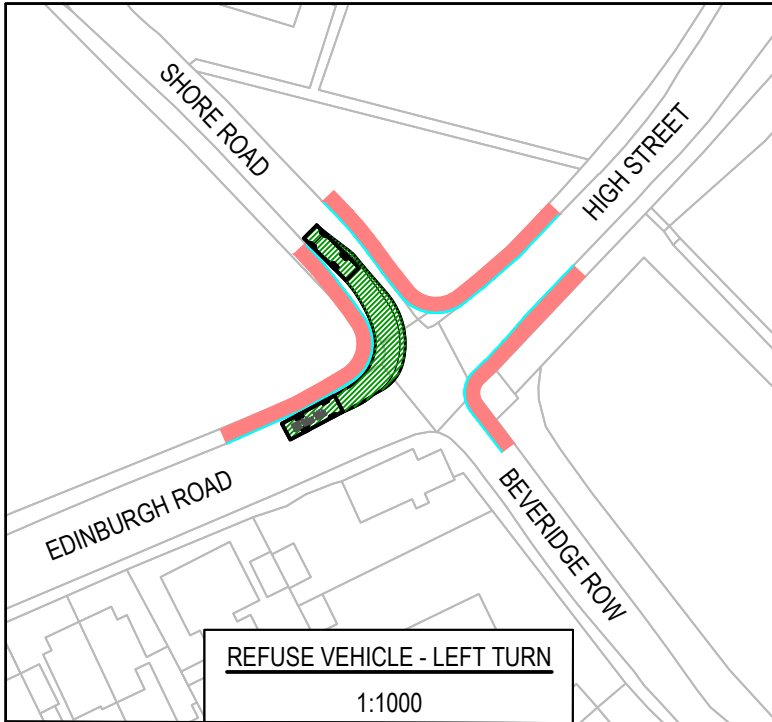 SHORE ROAD
HIGH STREET
EDINBURGH ROAD
BEVERIDGE ROW
REFUSE VEHICLE - LEFT TURN
1:1000